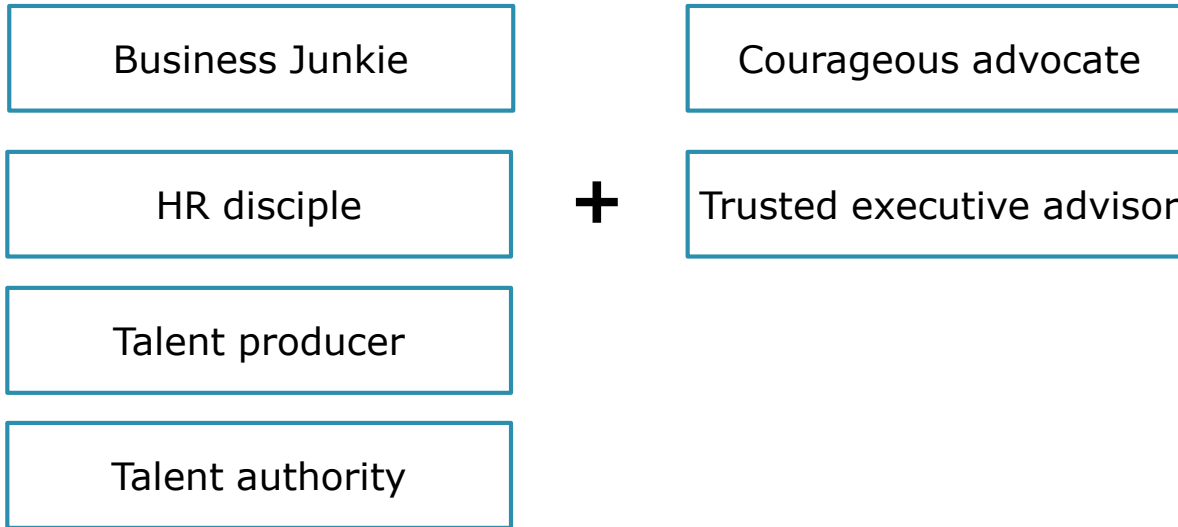 Business Junkie
HR disciple
Talent producer
Talent authority
+
Courageous advocate
Trusted executive advisor